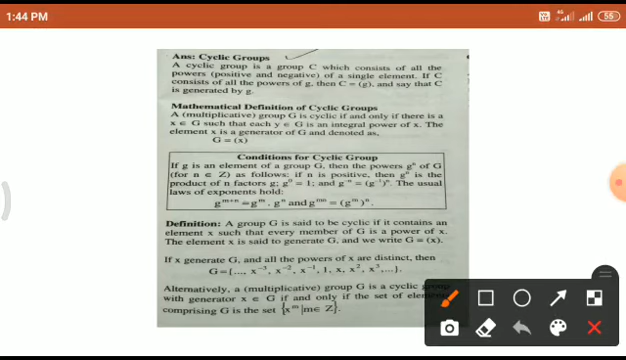 1:44 PM
55
Ans: Cyclic Groups
A cyclic group is a group C which consists of all the
powers (positive and negative) of a single element. If C
consists of all the powers of g, then C = (g), and say that C
is generated by g.
Mathematical Definition of Cyclic Groups
A (multiplicative) group G is cyclic if and only if there is a
x ∈ G such that each y ∈ G is an integral power of x. The
element x is a generator of G and denoted as,
G = (x)
Conditions for Cyclic Group
If g is an element of a group G, then the powers gⁿ of G
(for n ∈ Z) as follows: if n is positive, then gⁿ is the
product of n factors g; g⁰ = 1; and g⁻ⁿ = (g⁻¹)ⁿ. The usual
laws of exponents hold:
gᵐ⁺ⁿ = gᵐ . gⁿ and gᵐⁿ = (gᵐ)ⁿ.
Definition: A group G is said to be cyclic if it contains an
element x such that every member of G is a power of x.
The element x is said to generate G, and we write G = (x).
If x generate G, and all the powers of x are distinct, then
G={..., x⁻³, x⁻², x⁻¹, 1, x, x², x³,...}.
Alternatively, a (multiplicative) group G is a cyclic
with generator x ∈ G if and only if the set of
comprising G is the set {xᵐ |m∈ Z}.